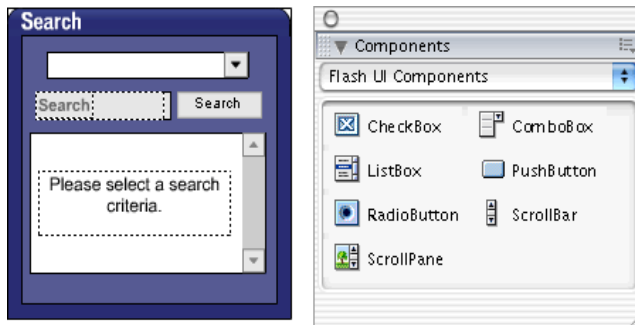 Search
Search
Search
Please select a search
criteria.
Components
Flash UI Components
CheckBox
ComboBox
ListBox
PushButton
RadioButton
ScrollBar
ScrollPane